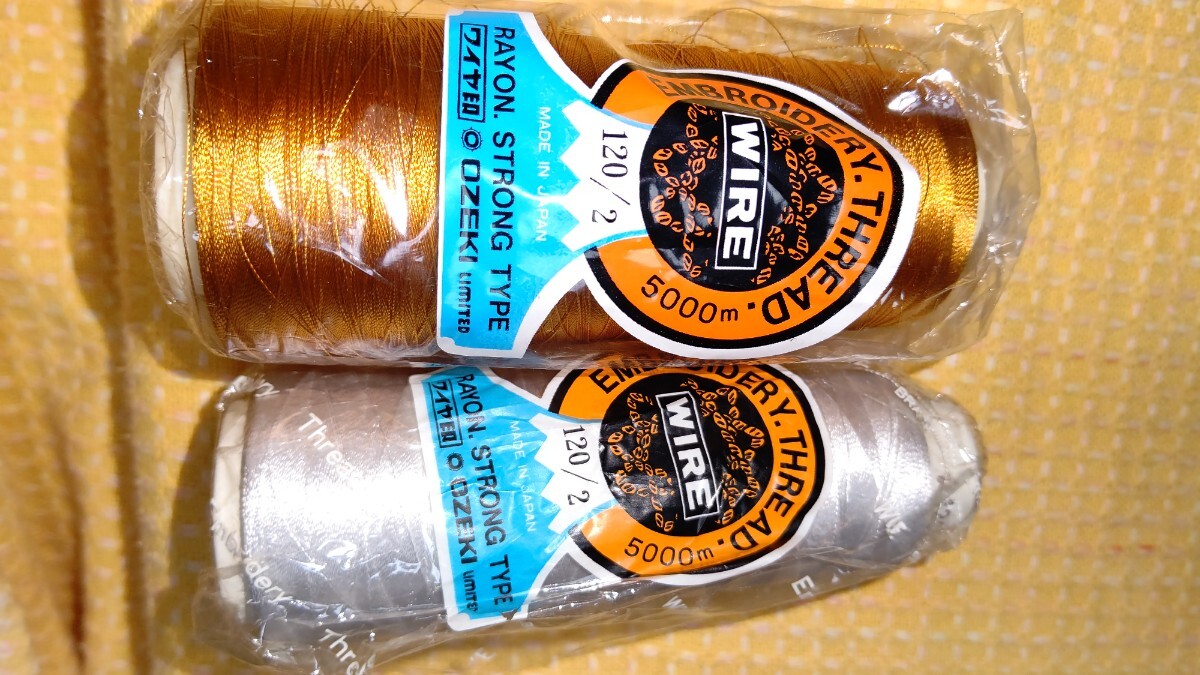 EMBROIDERY. THREAD.
WIRE
5000m
120/2
MADE IN JAPAN
RAYON. STRONG TYPE
ワイヤ印 OZEKI LIMITED
EMBROIDERY. THREAD.
WIRE
5000m
120/2
MADE IN JAPAN
RAYON. STRONG TYPE
ワイヤ印 OZEKI LIMITED